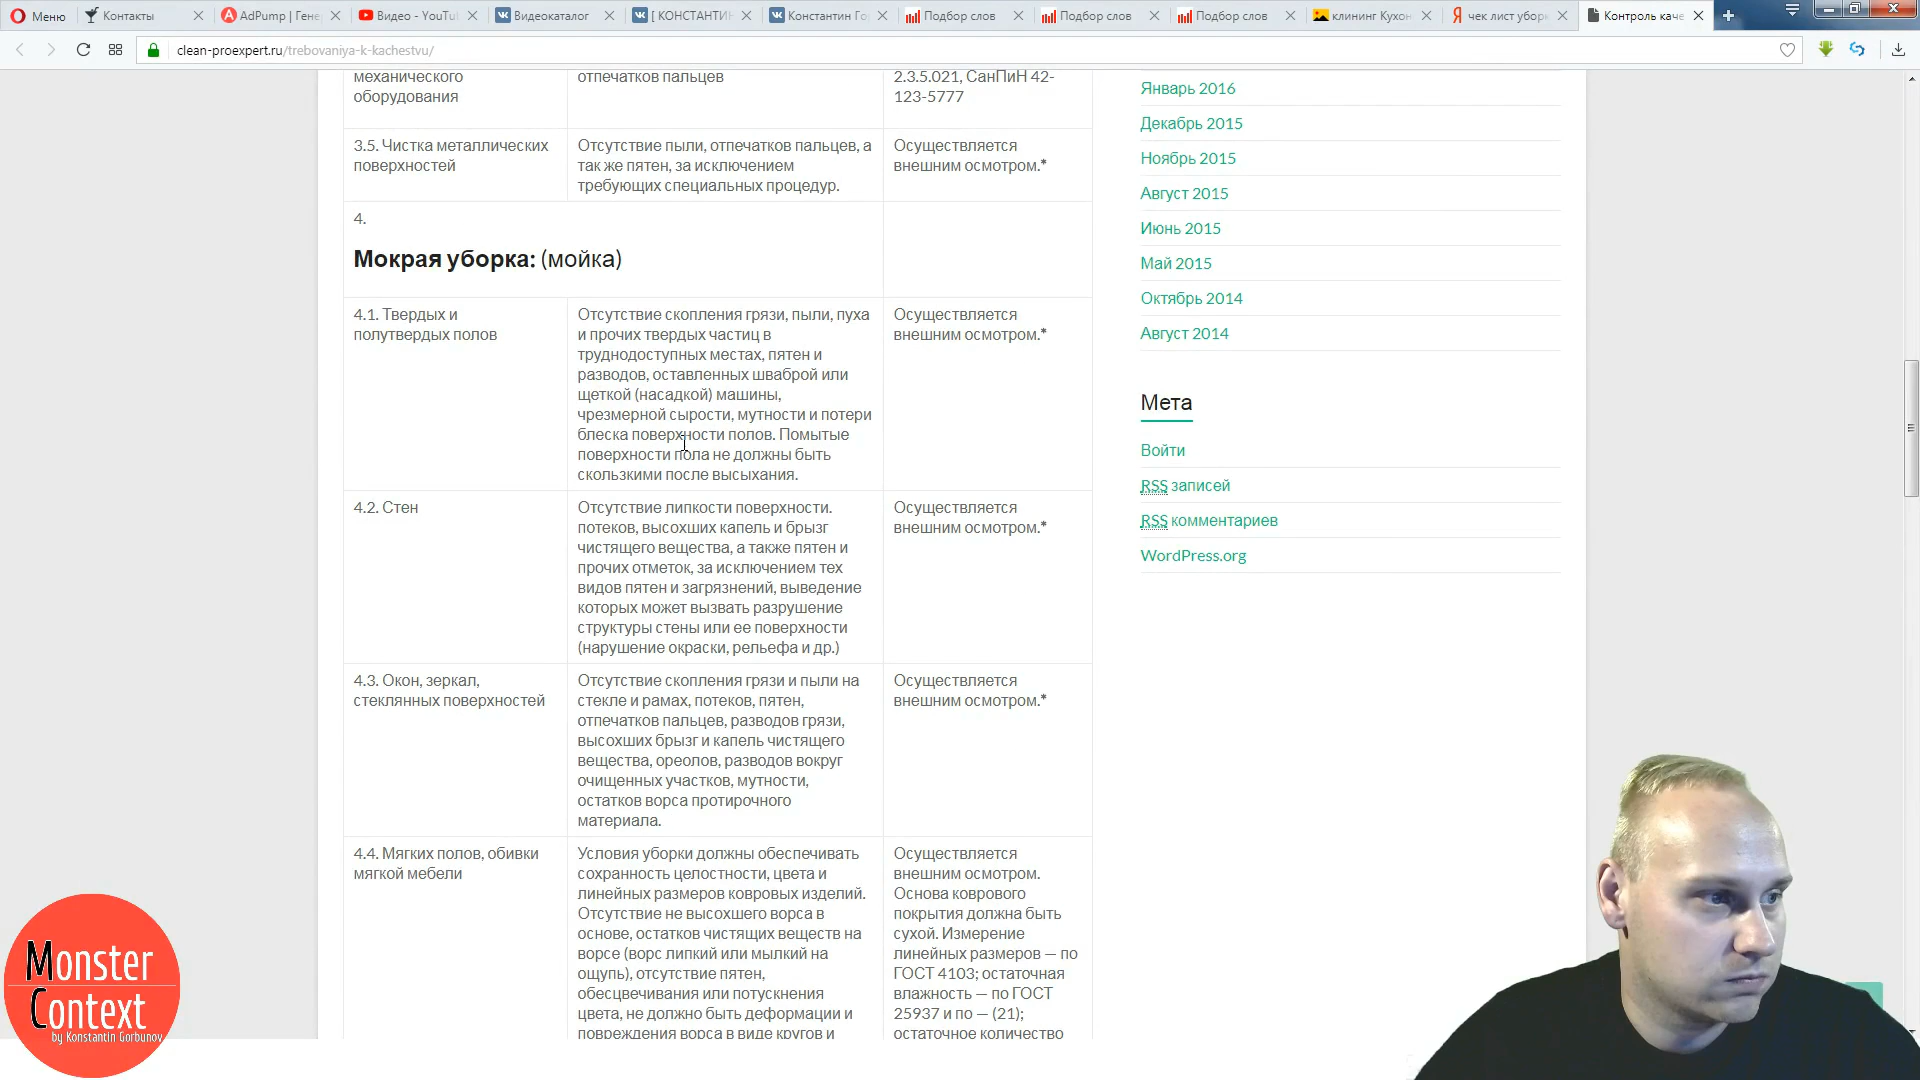 Меню
Контакты
AdPump | Гене
Видео - YouTu
Видеокаталог
[ КОНСТАНТИН
Константин Го
Подбор слов
Подбор слов
Подбор слов
клининг Кухон
чек лист убор
Контроль каче
clean-proexpert.ru/trebovaniya-k-kachestvu/
механического
оборудования
отпечатков пальцев
2.3.5.021, СанПиН 42-
123-5777
3.5. Чистка металлических
поверхностей
Отсутствие пыли, отпечатков пальцев, а
так же пятен, за исключением
требующих специальных процедур.
Осуществляется
внешним осмотром.*
4.
Мокрая уборка: (мойка)
4.1. Твердых и
полутвердых полов
Отсутствие скопления грязи, пыли, пуха
и прочих твердых частиц в
труднодоступных местах, пятен и
разводов, оставленных шваброй или
щеткой (насадкой) машины,
чрезмерной сырости, мутности и потери
блеска поверхности полов. Помытые
поверхности пола не должны быть
скользкими после высыхания.
Осуществляется
внешним осмотром.*
4.2. Стен
Отсутствие липкости поверхности.
потеков, высохших капель и брызг
чистящего вещества, а также пятен и
прочих отметок, за исключением тех
видов пятен и загрязнений, выведение
которых может вызвать разрушение
структуры стены или ее поверхности
(нарушение окраски, рельефа и др.)
Осуществляется
внешним осмотром.*
4.3. Окон, зеркал,
стеклянных поверхностей
Отсутствие скопления грязи и пыли на
стекле и рамах, потеков, пятен,
отпечатков пальцев, разводов грязи,
высохших брызг и капель чистящего
вещества, ореолов, разводов вокруг
очищенных участков, мутности,
остатков ворса протирочного
материала.
Осуществляется
внешним осмотром.*
4.4. Мягких полов, обивки
мягкой мебели
Условия уборки должны обеспечивать
сохранность целостности, цвета и
линейных размеров ковровых изделий.
Отсутствие не высохшего ворса в
основе, остатков чистящих веществ на
ворсе (ворс липкий или мылкий на
ощупь), отсутствие пятен,
обесцвечивания или потускнения
цвета, не должно быть деформации и
повреждения ворса в виде кругов и
Осуществляется
внешним осмотром.
Основа коврового
покрытия должна быть
сухой. Измерение
линейных размеров — по
ГОСТ 4103; остаточная
влажность — по ГОСТ
25937 и по — (21);
остаточное количество
Январь 2016
Декабрь 2015
Ноябрь 2015
Август 2015
Июнь 2015
Май 2015
Октябрь 2014
Август 2014
Мета
Войти
RSS записей
RSS комментариев
WordPress.org
Monster
Context
by Konstantin Gorbunov